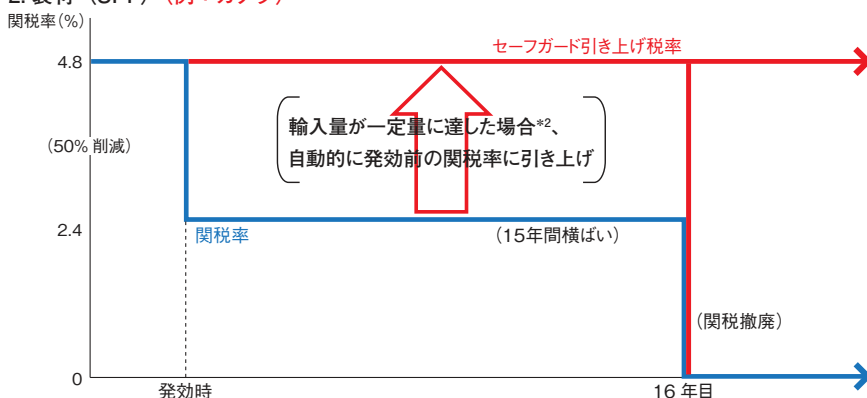 関税率（%）
セーフガード引き上げ税率
4.8
輸入量が一定量に達した場合*2、
（50% 削減）
自動的に発効前の関税率に引き上げ
2.4
関税率
（15年間横ばい）
（関税撤廃）
0
発効時
16 年目